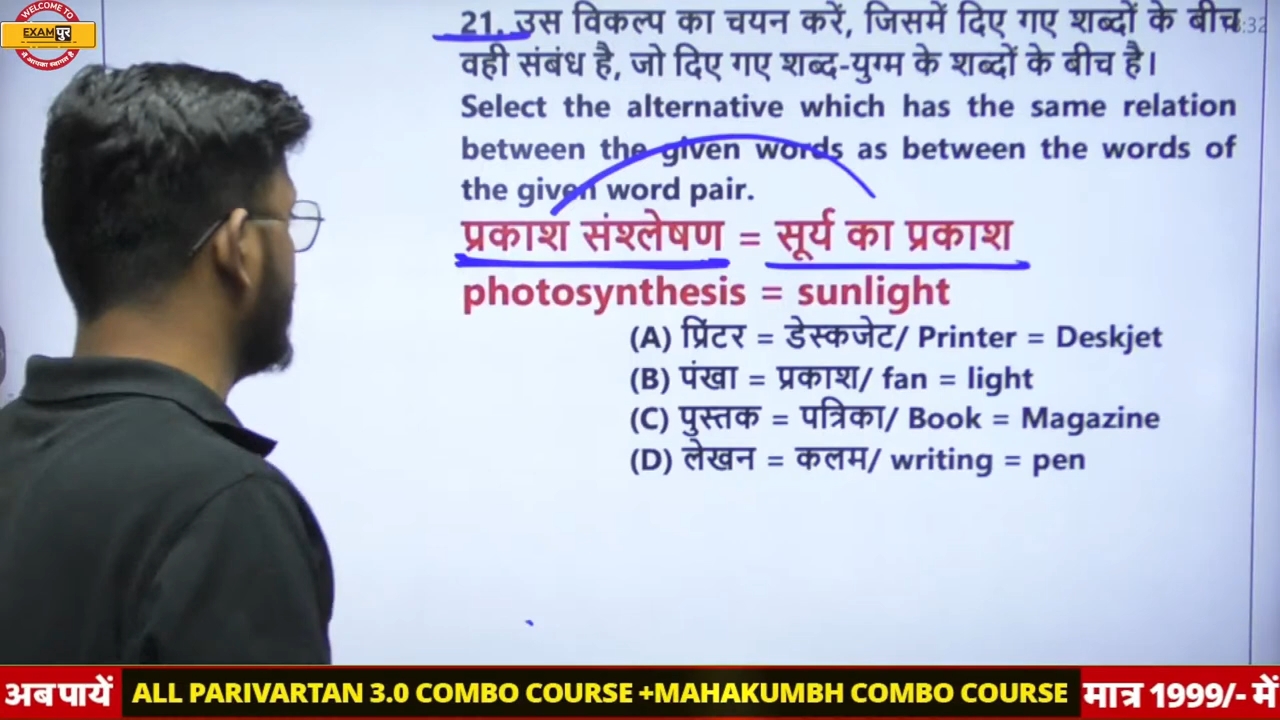 WELCOME TO
EXAMपुर
में आपका स्वागत है
21. उस विकल्प का चयन करें, जिसमें दिए गए शब्दों के बीच
वही संबंध है, जो दिए गए शब्द-युग्म के शब्दों के बीच है।
Select the alternative which has the same relation
between the given words as between the words of
the given word pair.
प्रकाश संश्लेषण = सूर्य का प्रकाश
photosynthesis = sunlight
(A) प्रिंटर = डेस्कजेट/ Printer = Deskjet
(B) पंखा = प्रकाश/ fan = light
(C) पुस्तक = पत्रिका/ Book = Magazine
(D) लेखन = कलम/ writing = pen
अब पायें ALL PARIVARTAN 3.0 COMBO COURSE +MAHAKUMBH COMBO COURSE मात्र 1999/- में